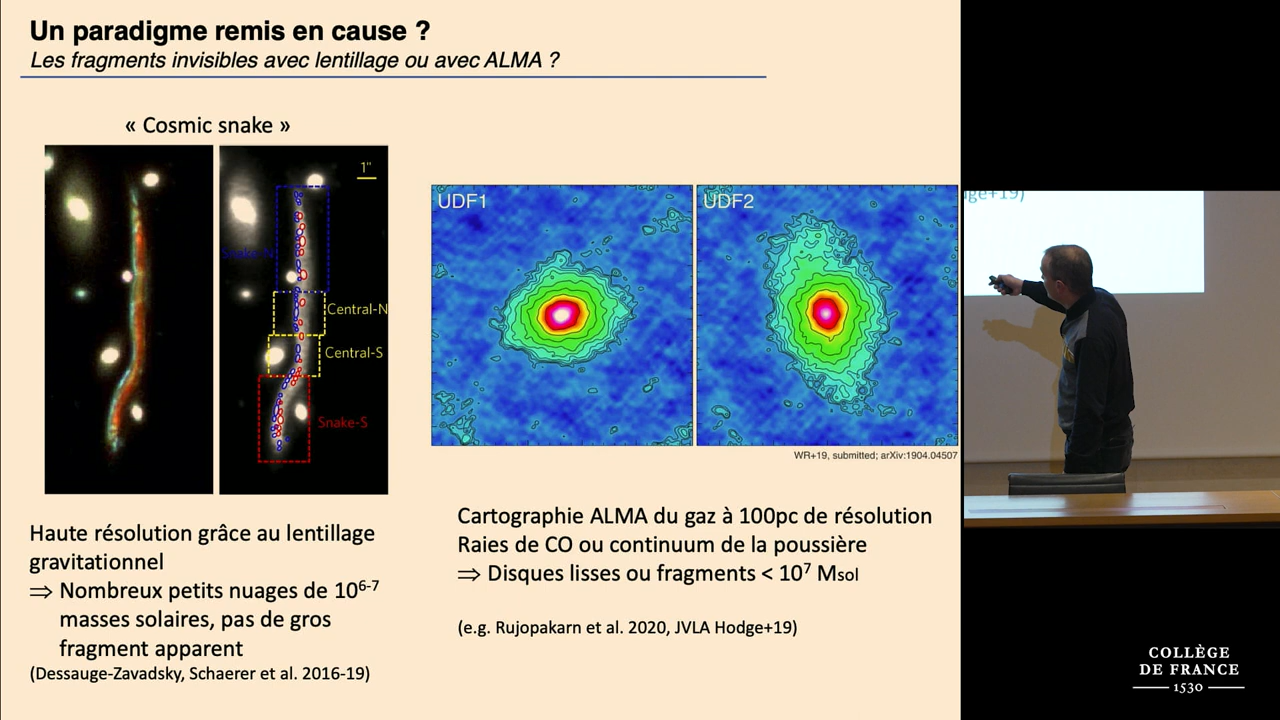 Un paradigme remis en cause ?
Les fragments invisibles avec lentillage ou avec ALMA ?
« Cosmic snake »
1"
Snake-N
Central-N
Central-S
Snake-S
UDF1
UDF2
WR+19, submitted; arXiv:1904.04507
Haute résolution grâce au lentillage
gravitationnel
⇒ Nombreux petits nuages de 10⁶⁻⁷
masses solaires, pas de gros
fragment apparent
(Dessauge-Zavadsky, Schaerer et al. 2016-19)
Cartographie ALMA du gaz à 100pc de résolution
Raies de CO ou continuum de la poussière
⇒ Disques lisses ou fragments < 10⁷ Msol
(e.g. Rujopakarn et al. 2020, JVLA Hodge+19)
ge+19)
COLLÈGE
DE FRANCE
1530